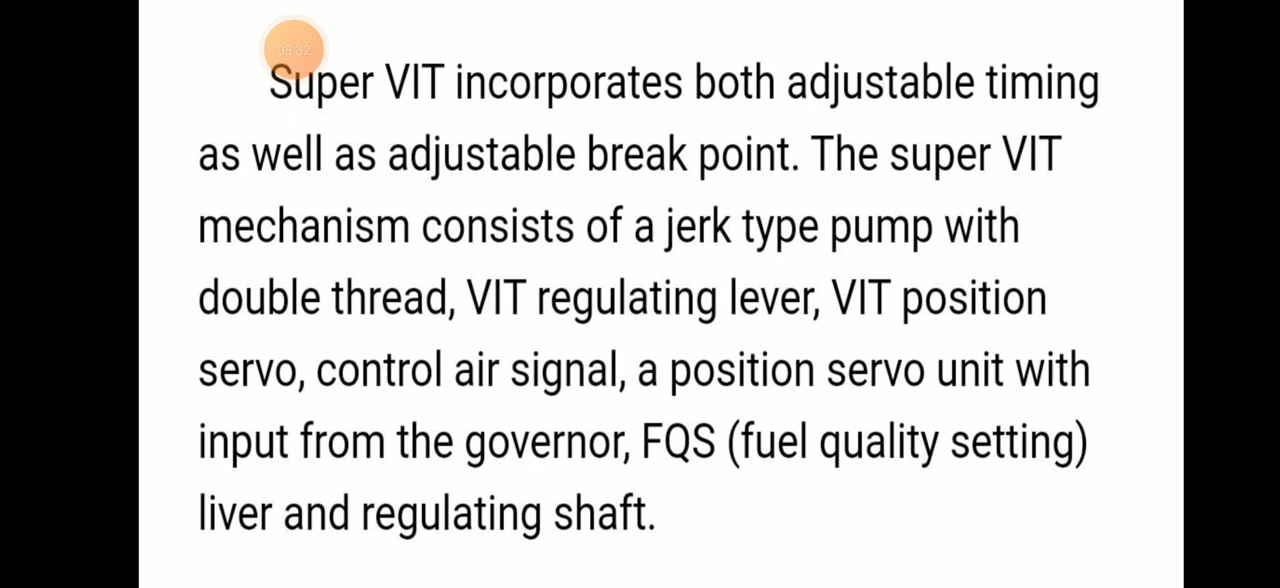 08:32
Super VIT incorporates both adjustable timing
as well as adjustable break point. The super VIT
mechanism consists of a jerk type pump with
double thread, VIT regulating lever, VIT position
servo, control air signal, a position servo unit with
input from the governor, FQS (fuel quality setting)
liver and regulating shaft.